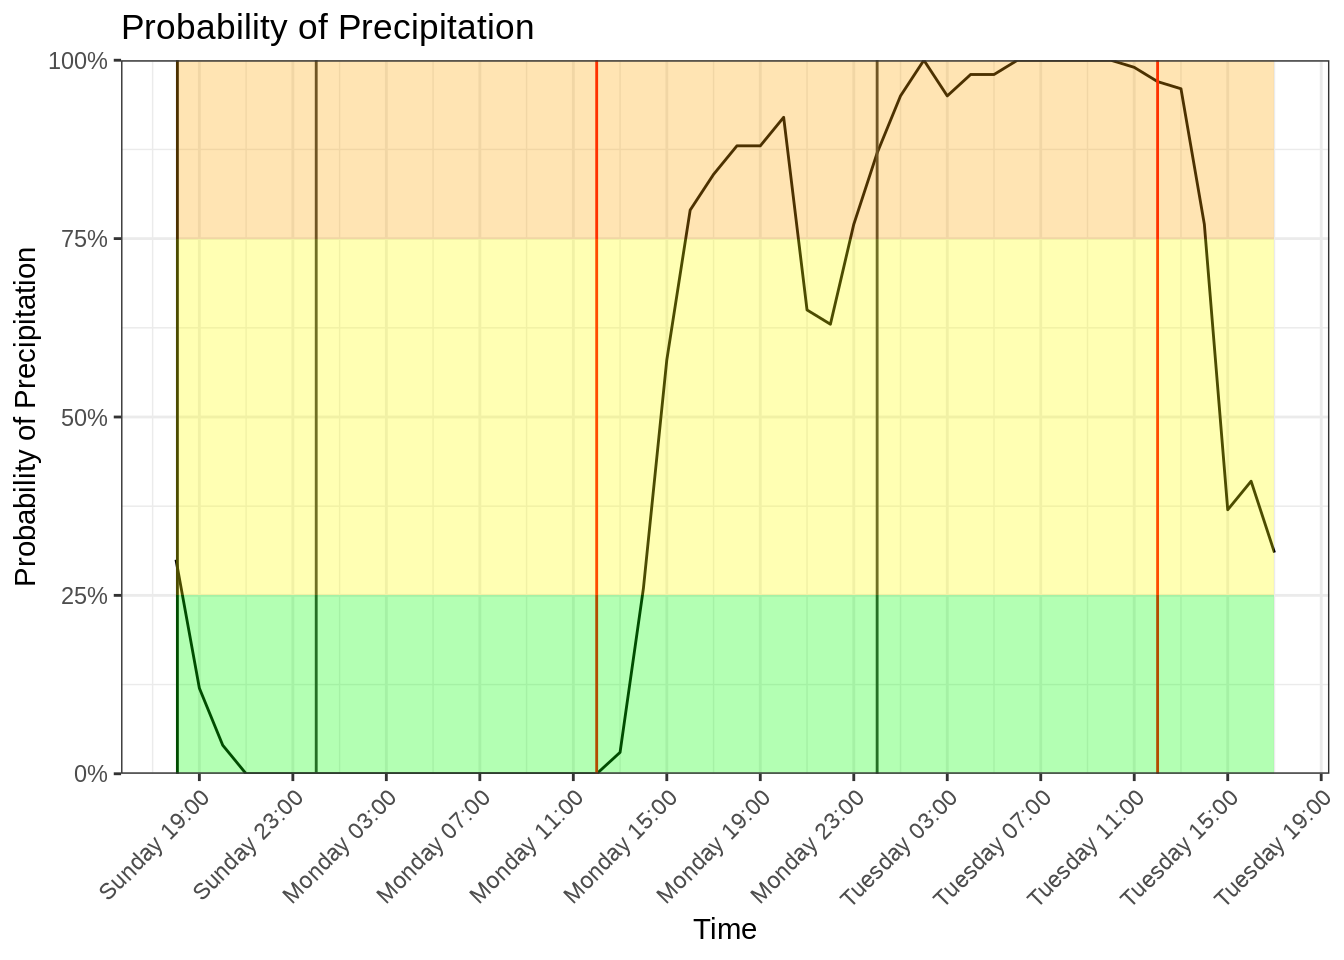 Probability of Precipitation
Probability of Precipitation
100%
75%
50%
25%
0%
Sunday 19:00
Sunday 23:00
Monday 03:00
Monday 07:00
Monday 11:00
Monday 15:00
Monday 19:00
Monday 23:00
Tuesday 03:00
Tuesday 07:00
Tuesday 11:00
Tuesday 15:00
Tuesday 19:00
Time